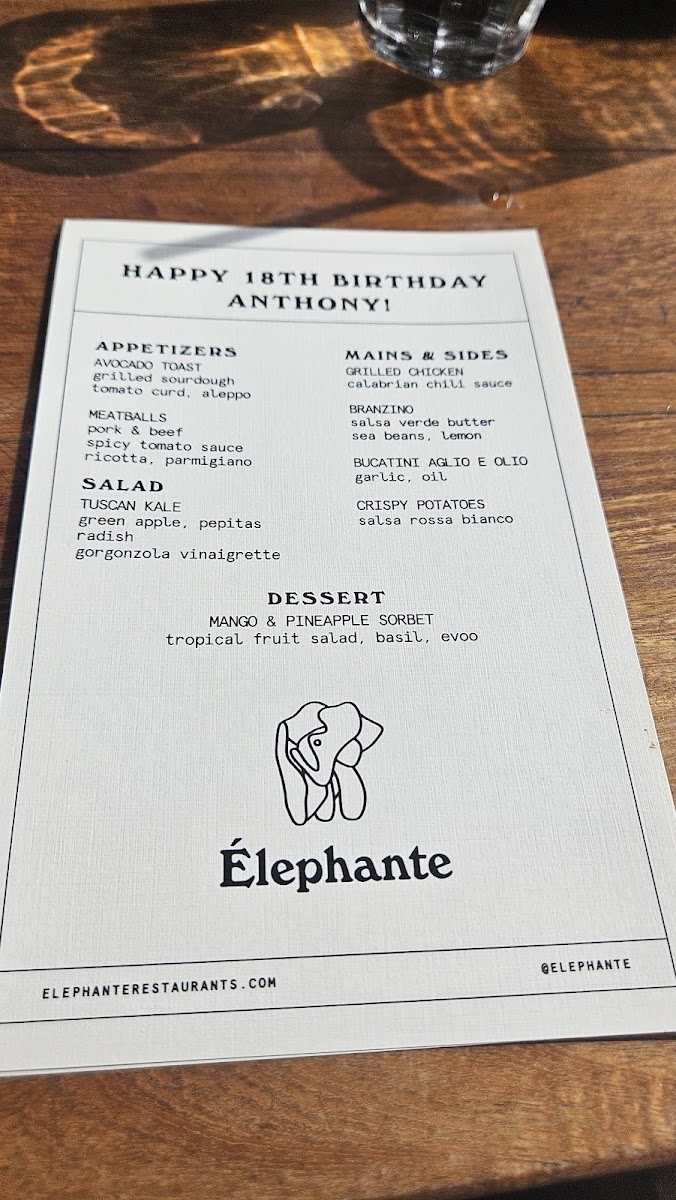 HAPPY 18TH BIRTHDAY
ANTHONY!
APPETIZERS
AVOCADO TOAST
grilled sourdough
tomato curd, aleppo
MEATBALLS
pork & beef
spicy tomato sauce
ricotta, parmigiano
SALAD
TUSCAN KALE
green apple, pepitas
radish
gorgonzola vinaigrette
MAINS & SIDES
GRILLED CHICKEN
calabrian chili sauce
BRANZINO
salsa verde butter
sea beans, lemon
BUCATINI AGLIO E OLIO
garlic, oil
CRISPY POTATOES
salsa rossa bianco
DESSERT
MANGO & PINEAPPLE SORBET
tropical fruit salad, basil, evoo
Élephante
ELEPHANTERESTAURANTS.COM
@ELEPHANTE